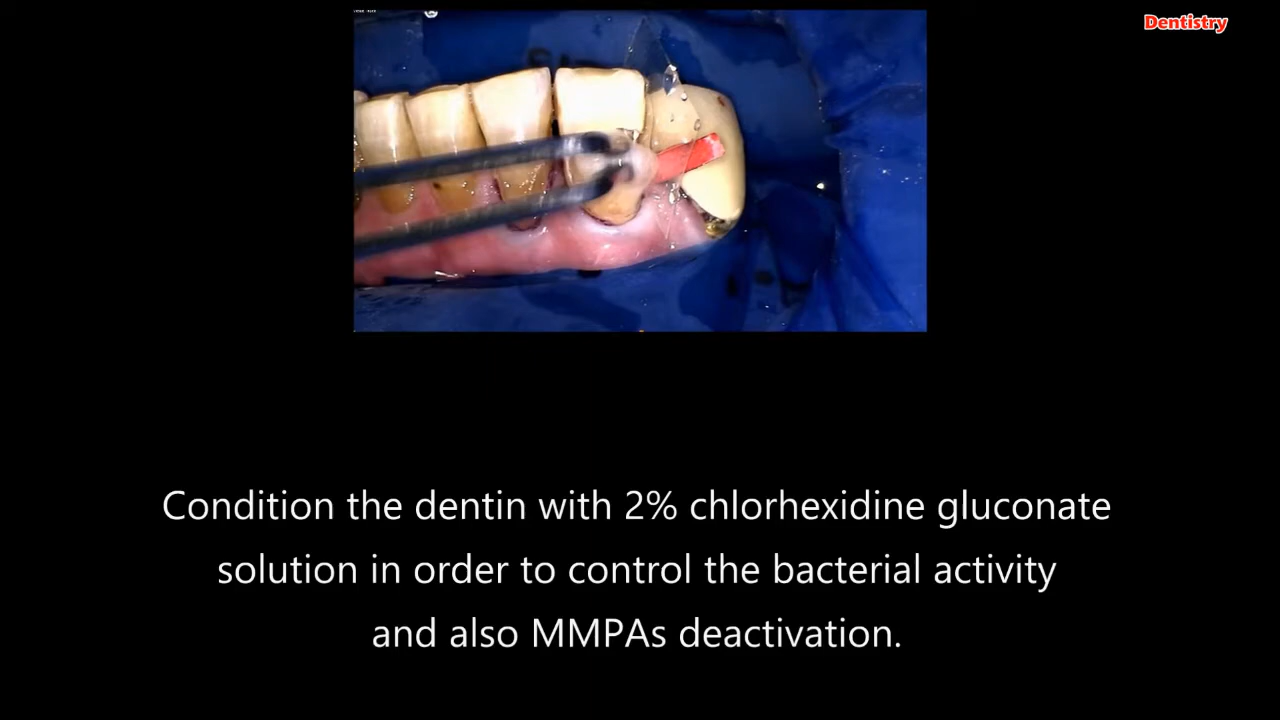 Dentistry
Condition the dentin with 2% chlorhexidine gluconate
solution in order to control the bacterial activity
and also MMPAs deactivation.